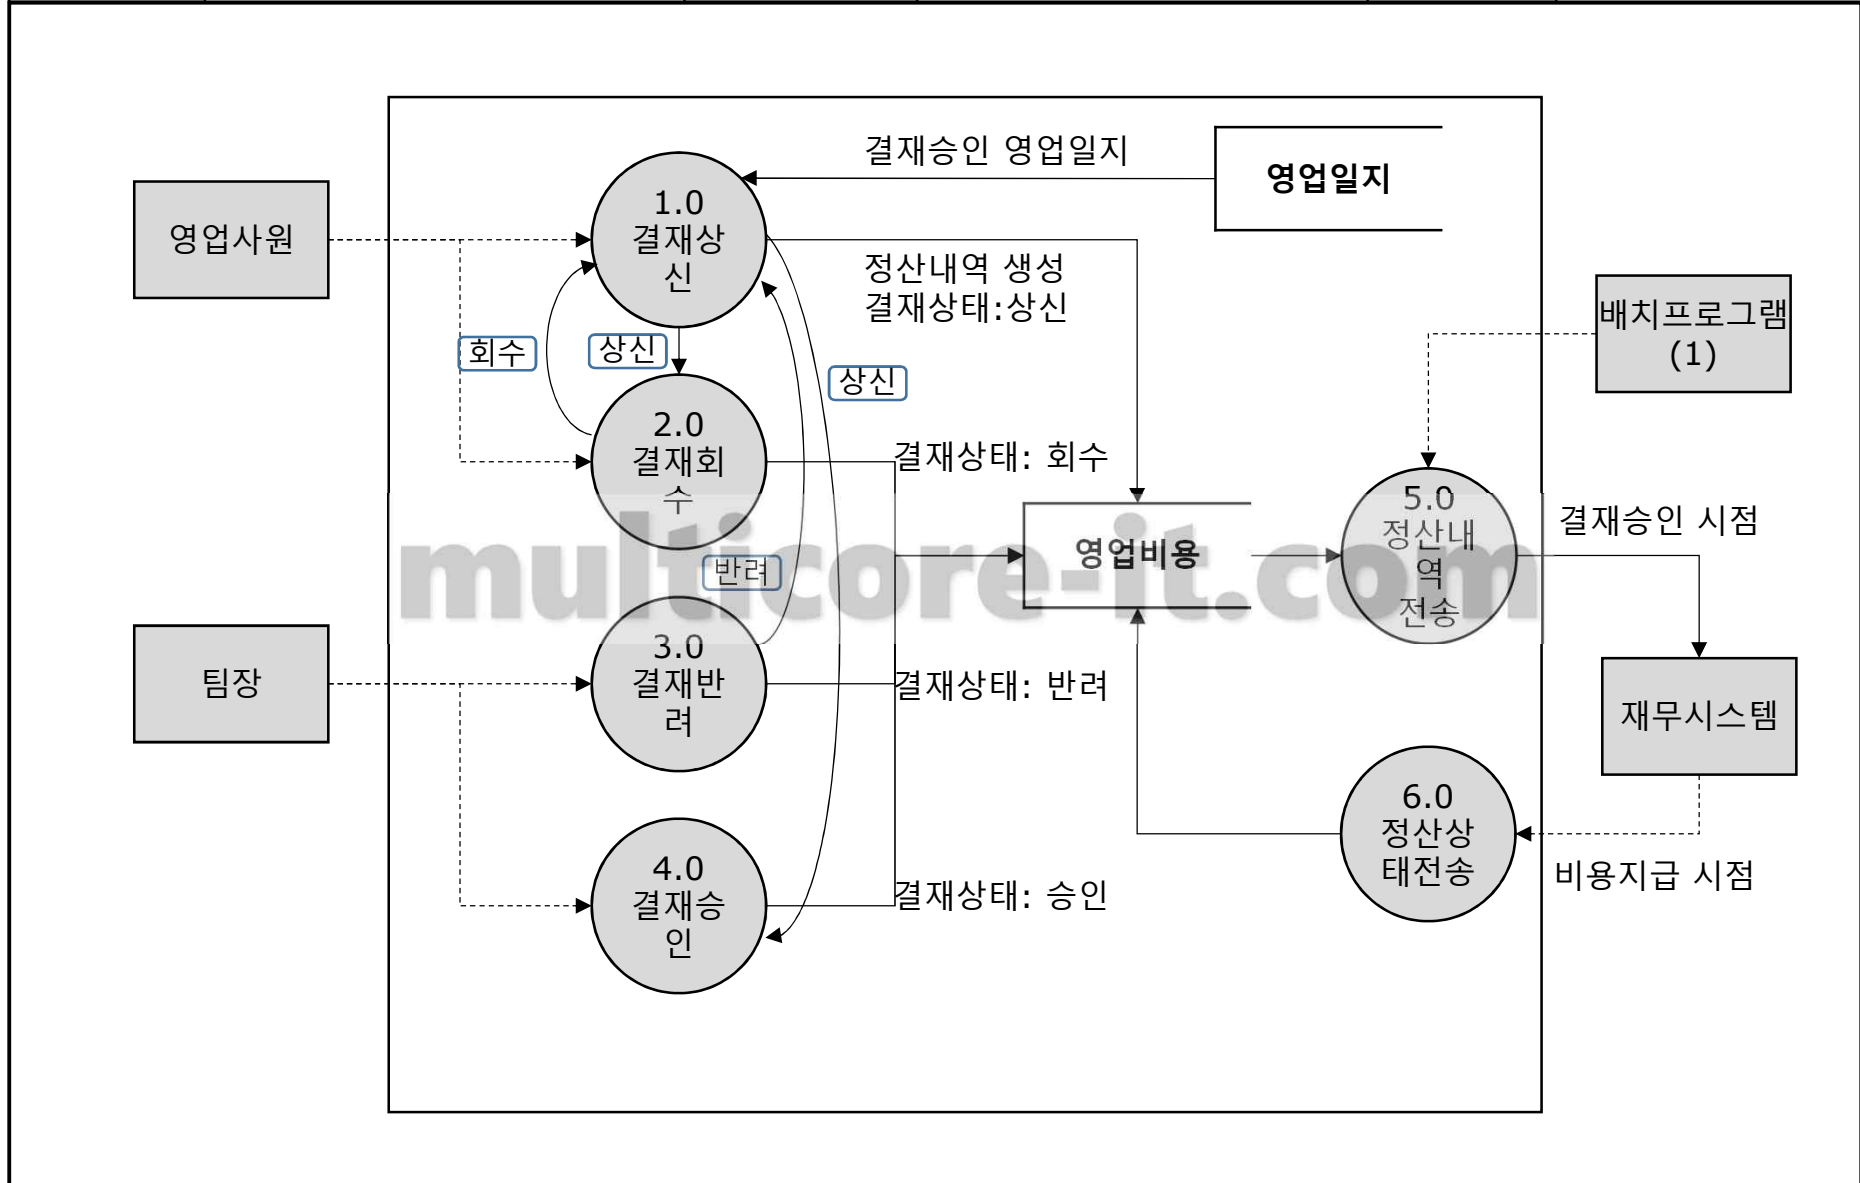 결재승인 영업일지
영업일지
1.0
결재상
신
영업사원
정산내역 생성
결재상태:상신
배치프로그램
(1)
회수
상신
상신
2.0
결재회
수
결재상태: 회수
5.0
정산내
역
전송
결재승인 시점
multicore-it.com
영업비용
반려
3.0
결재반
려
팀장
결재상태: 반려
재무시스템
6.0
정산상
태전송
4.0
결재승
인
결재상태: 승인
비용지급 시점